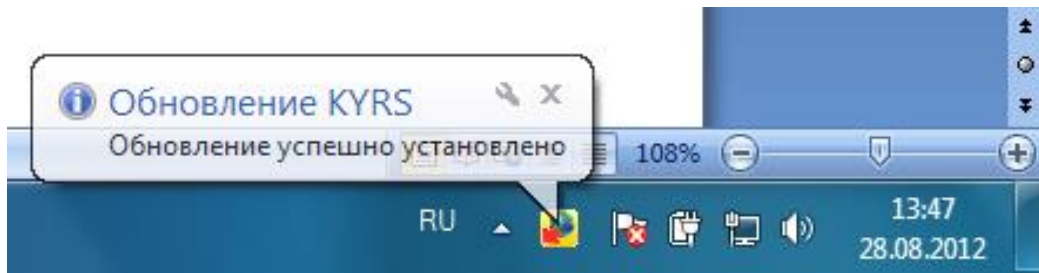 Обновление KYRS
Обновление успешно установлено
108%
RU
13:47
28.08.2012